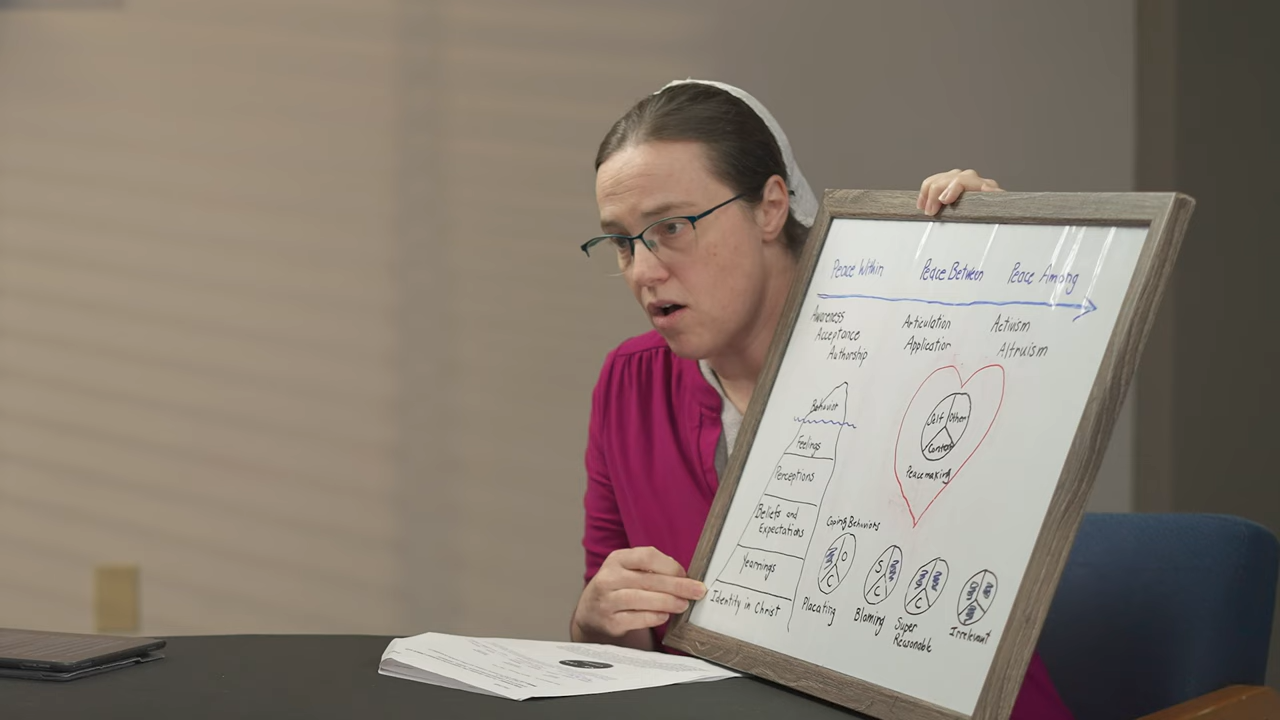 Peace Within Peace Between Peace Among
Awareness
Acceptance
Authorship
Articulation
Application
Activism
Altruism
Behavior
Feelings
Perceptions
Beliefs and
Expectations
Yearnings
Identity in Christ
Self Other
Context
Peacemaking
Coping Behaviors
O
C
Placating
S
C
Blaming
C
Super
Reasonable
Irrelevant